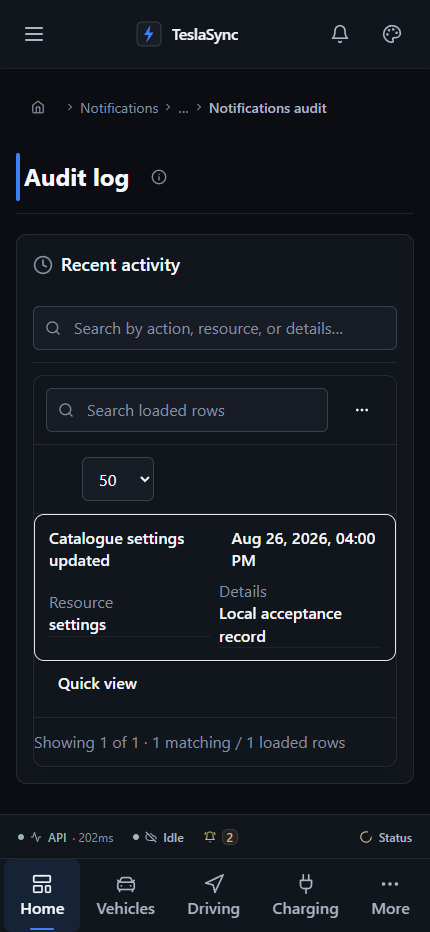 TeslaSync
Notifications
...
Notifications audit
Audit log
Recent activity
Search by action, resource, or details...
Search loaded rows
50
Catalogue settings
updated
Aug 26, 2026, 04:00
PM
Resource
settings
Details
Local acceptance
record
Quick view
Showing 1 of 1 · 1 matching / 1 loaded rows
API · 202ms
Idle
2
Status
Home
Vehicles
Driving
Charging
More